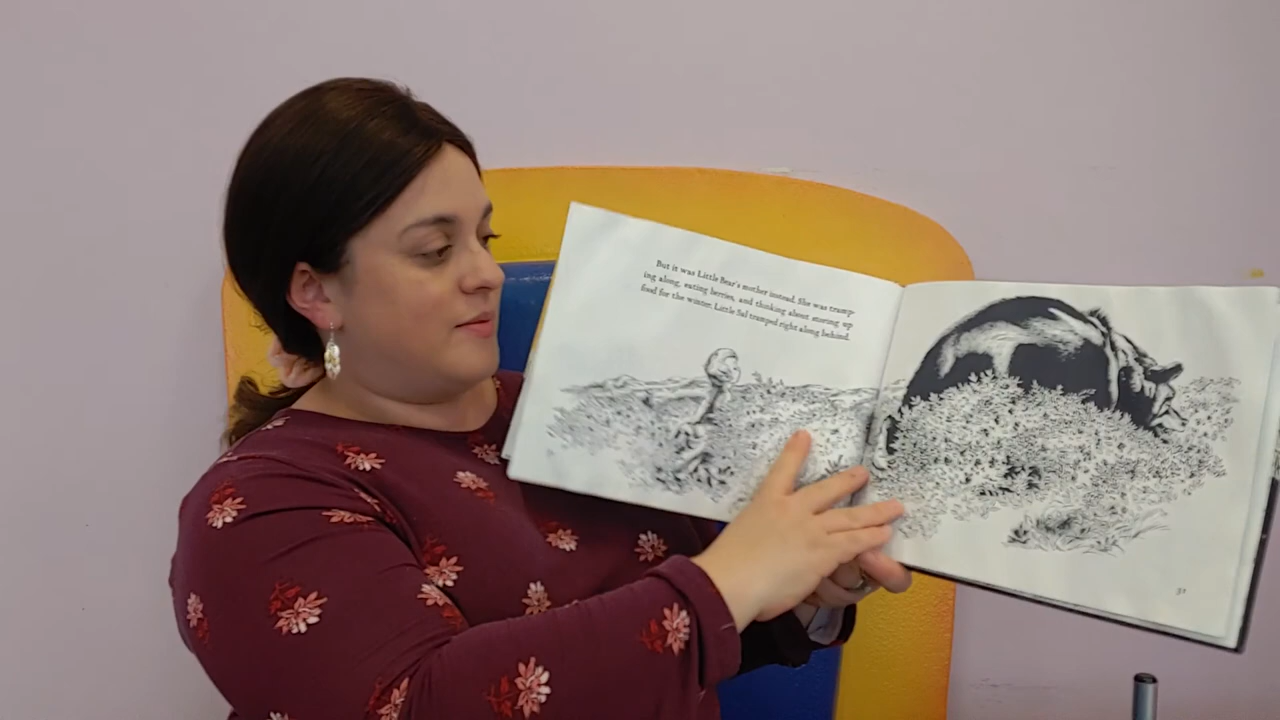 But it was Little Bear's mother instead. She was tramp-
ing along, eating berries, and thinking about storing up
food for the winter. Little Sal tramped right along behind.
31